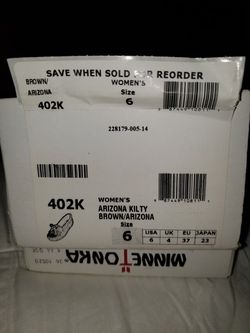 SAVE WHEN SOLD FOR REORDER
BROWN/
ARIZONA
402K
WOMEN'S
Size
6
228179-005-14
402K
WOMEN'S
ARIZONA KILTY
BROWN/ARIZONA
Size
6
USA UK EU JAPAN
6 4 37 23
MINNETONKA